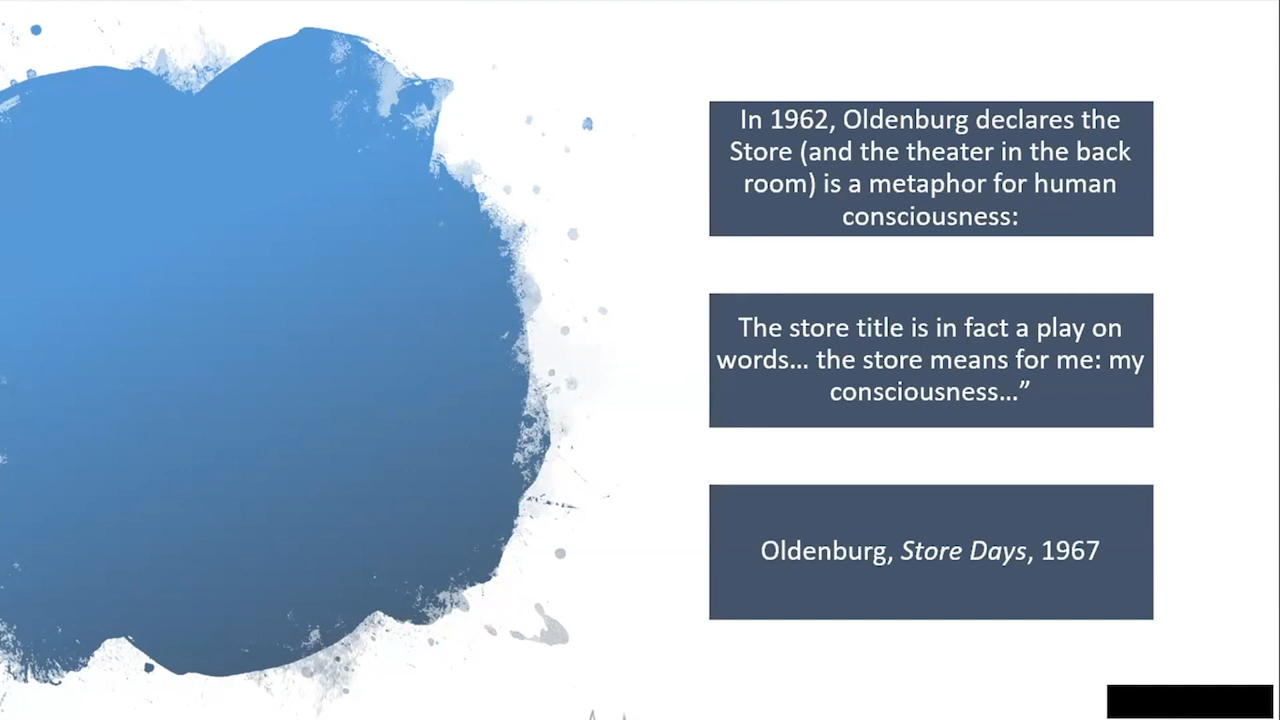 In 1962, Oldenburg declares the
Store (and the theater in the back
room) is a metaphor for human
consciousness:
The store title is in fact a play on
words... the store means for me: my
consciousness...”
Oldenburg, Store Days, 1967